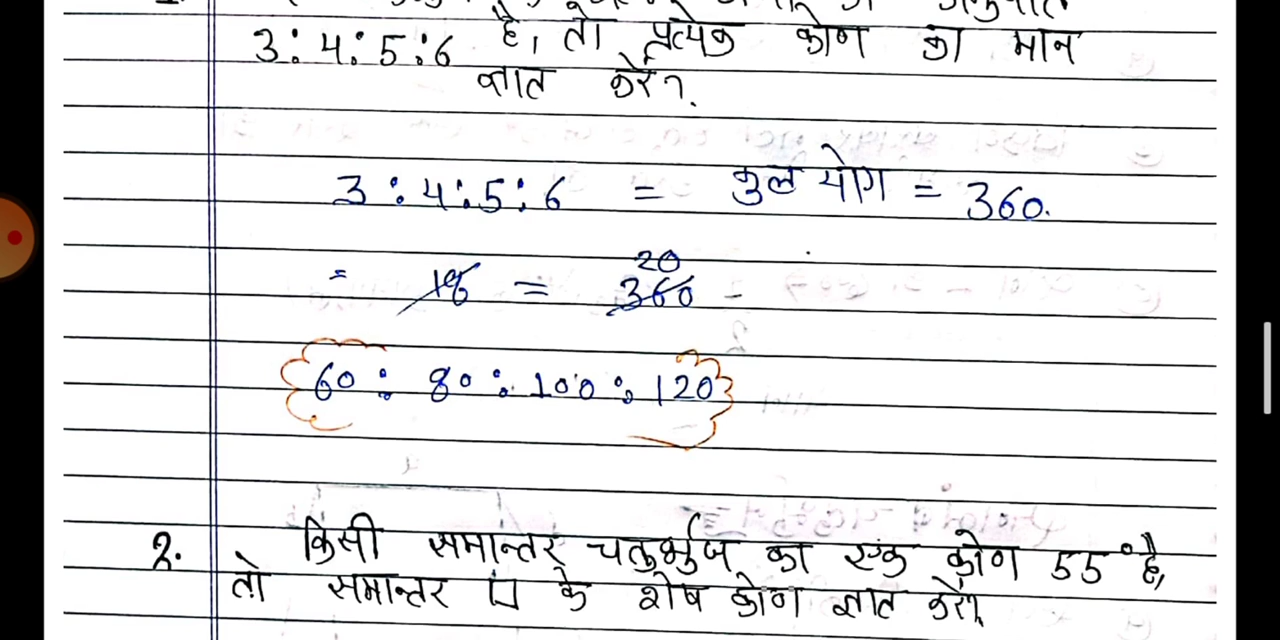 3:4:5:6 है, तो प्रत्येक कोण का मान
ज्ञात करें?
3:4:5:6 = कुल योग = 360.
20
= 18 = 360
60 : 80 : 100 : 120
2. किसी समान्तर चतुर्भुज का एक कोण 55° है,
तो समान्तर □ के शेष कोण ज्ञात करें?